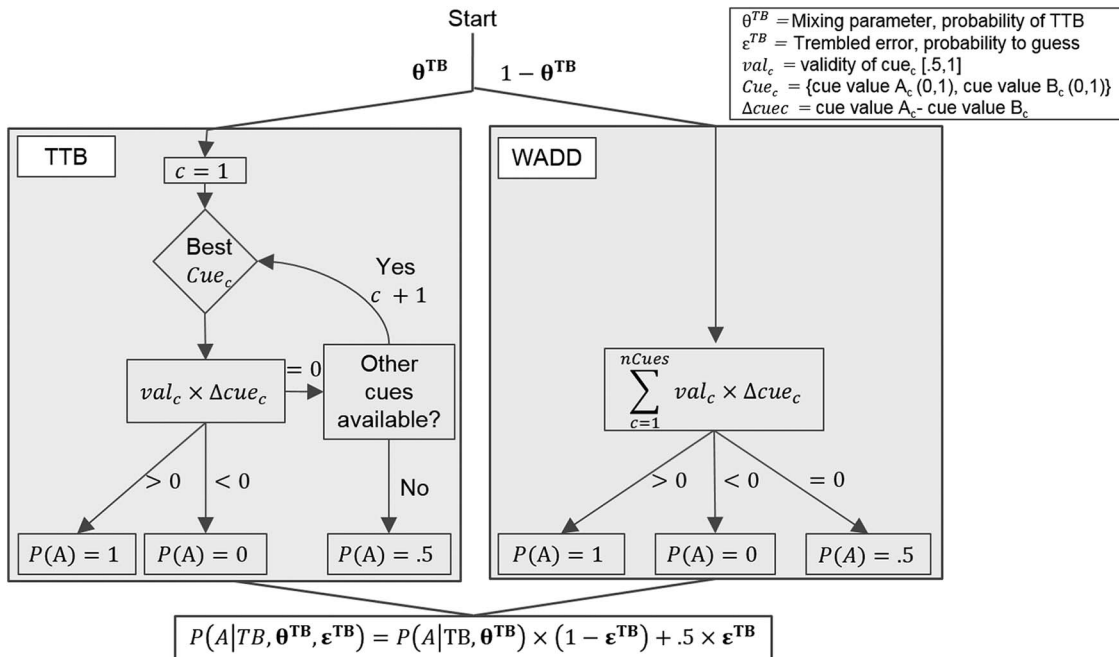 Start
θ^TB
1 − θ^TB
θ^TB = Mixing parameter, probability of TTB
ε^TB = Trembled error, probability to guess
val_c = validity of cue_c [.5,1]
Cue_c = {cue value A_c (0,1), cue value B_c (0,1)}
Δcuec = cue value A_c- cue value B_c
TTB
c = 1
Best
Cue_c
Yes
c + 1
val_c × Δcue_c
= 0
Other
cues
available?
> 0
< 0
No
P(A) = 1
P(A) = 0
P(A) = .5
WADD
nCues
∑ val_c × Δcue_c
c=1
> 0
< 0
= 0
P(A) = 1
P(A) = 0
P(A) = .5
P(A|TB, θ^TB, ε^TB) = P(A|TB, θ^TB) × (1 − ε^TB) + .5 × ε^TB